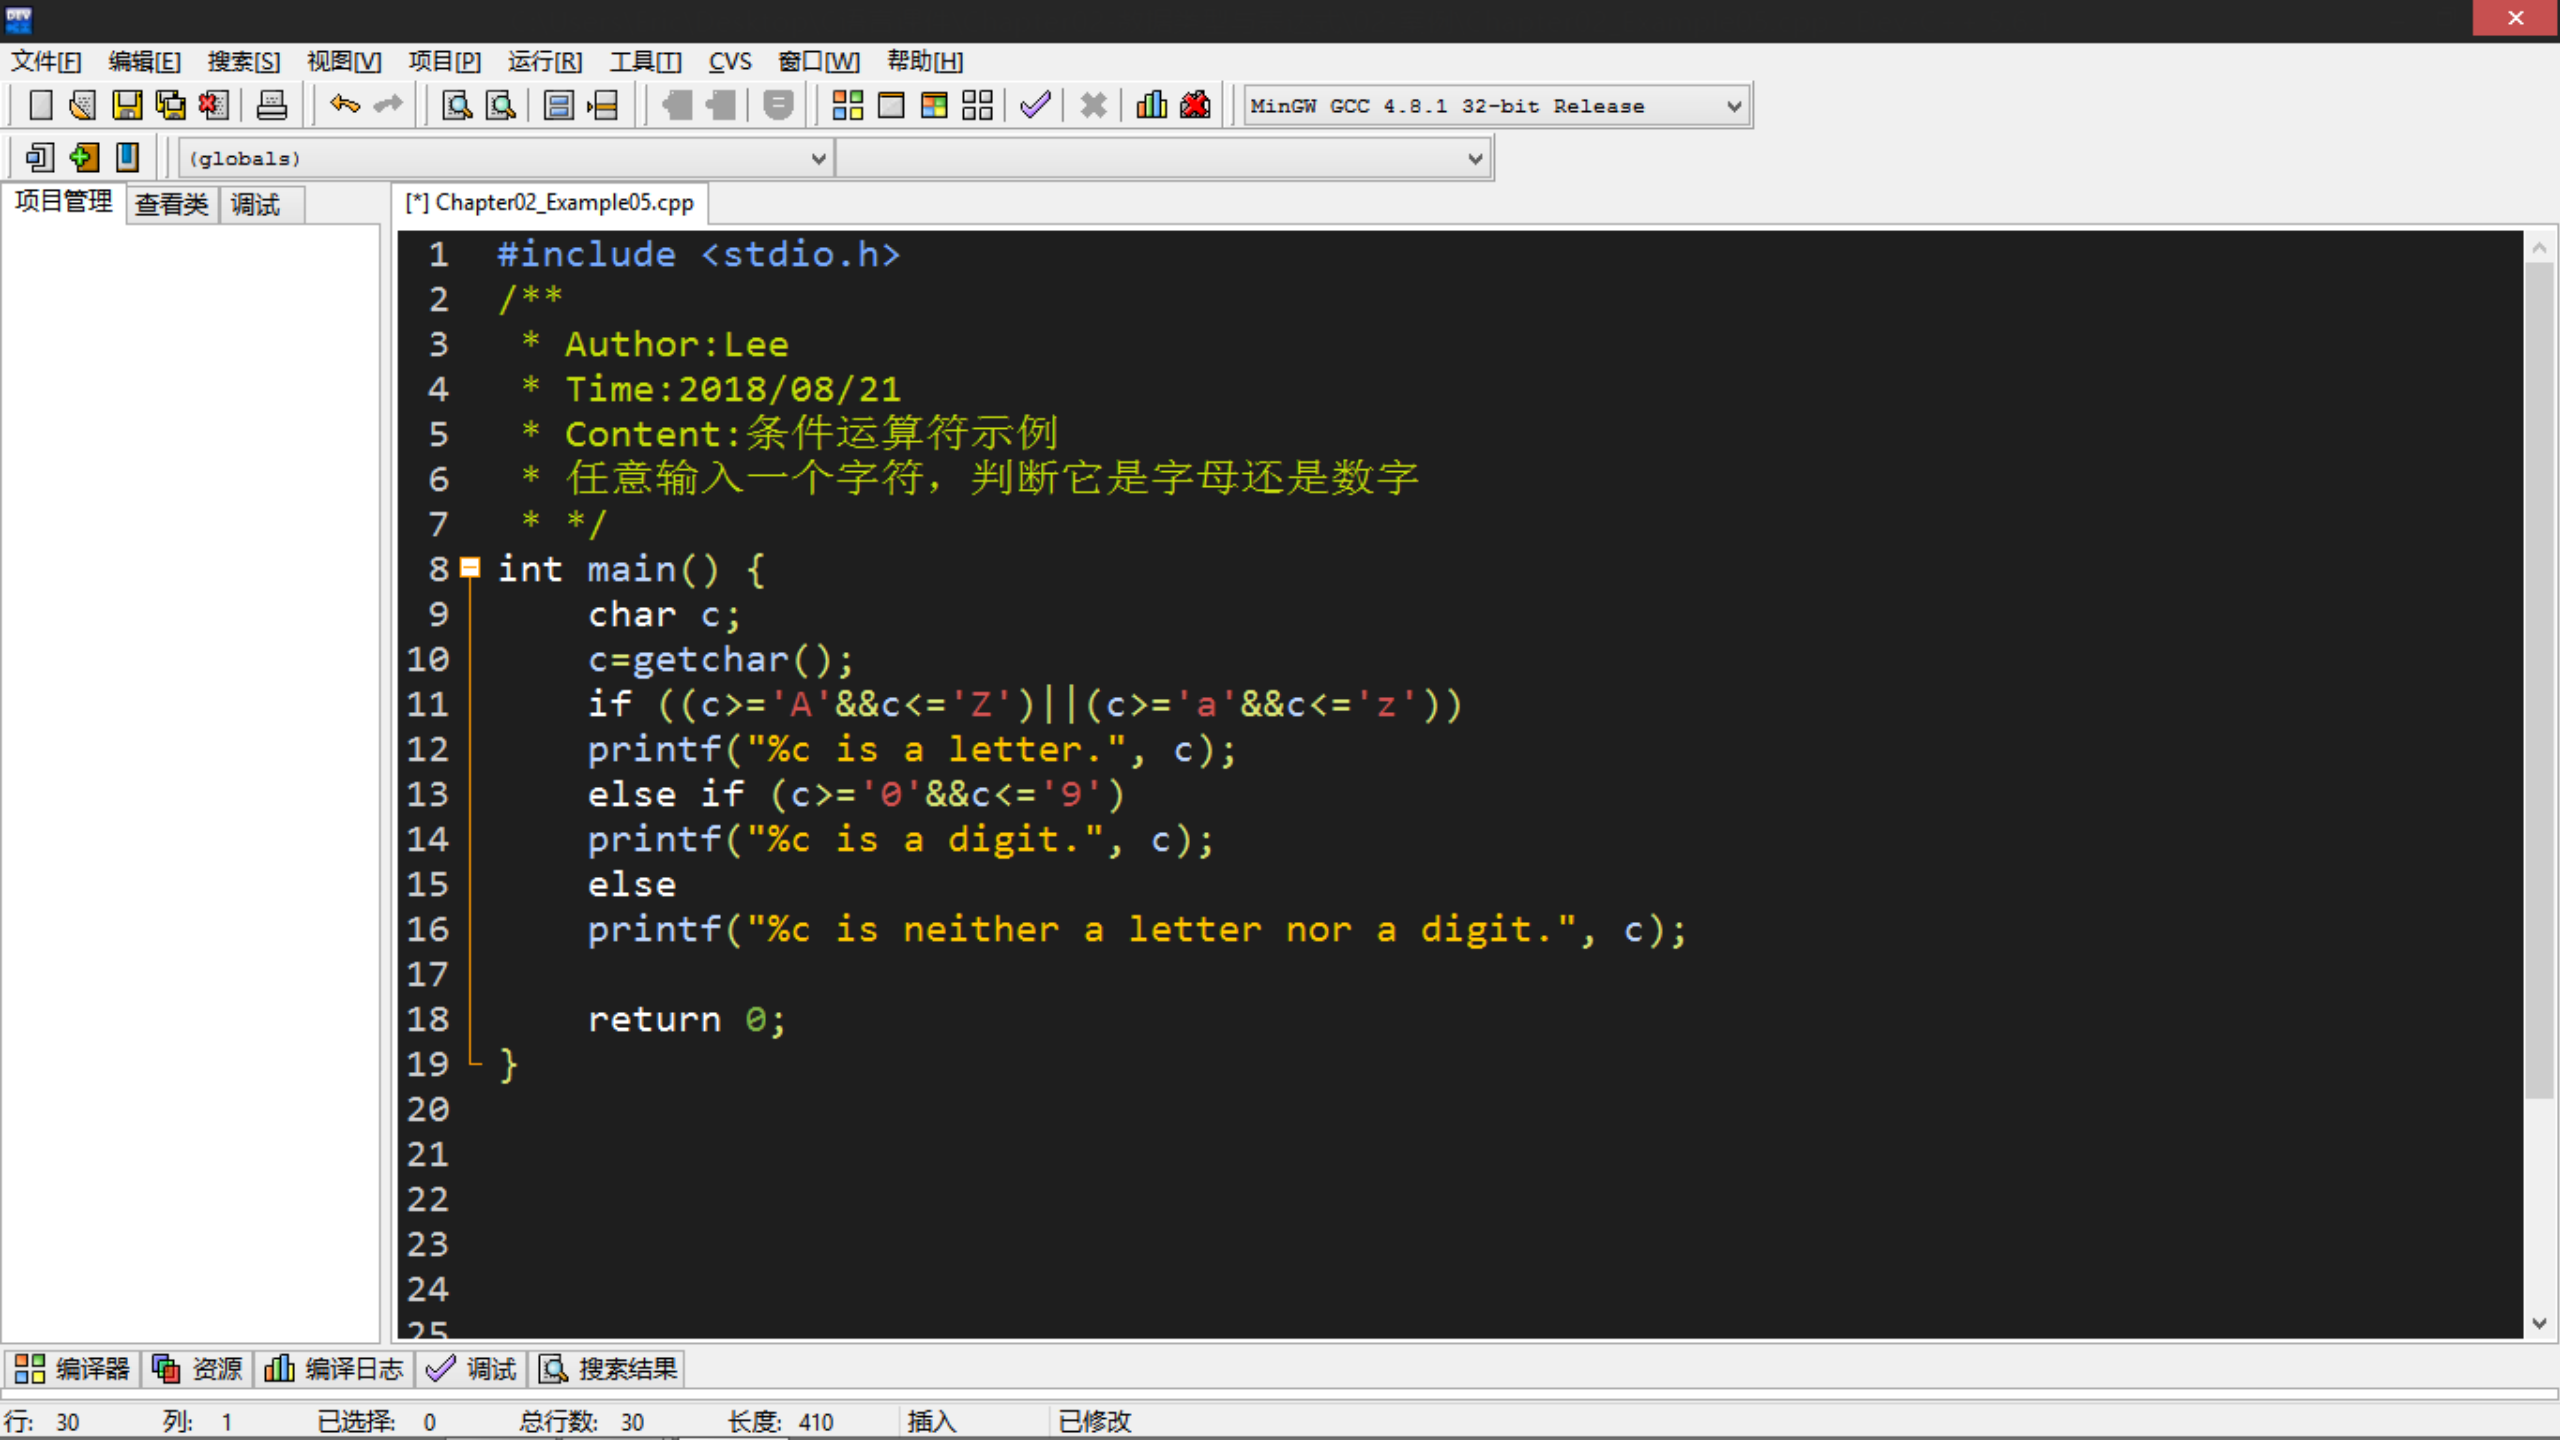 DEV
文件[F] 编辑[E] 搜索[S] 视图[V] 项目[P] 运行[R] 工具[T] CVS 窗口[W] 帮助[H]
MinGW GCC 4.8.1 32-bit Release
(globals)
项目管理 查看类 调试
[*] Chapter02_Example05.cpp
1 #include <stdio.h>
2 /**
3  * Author:Lee
4  * Time:2018/08/21
5  * Content:条件运算符示例
6  * 任意输入一个字符，判断它是字母还是数字
7  * */
8 int main() {
9     char c;
10     c=getchar();
11     if ((c>='A'&&c<='Z')||(c>='a'&&c<='z'))
12     printf("%c is a letter.", c);
13     else if (c>='0'&&c<='9')
14     printf("%c is a digit.", c);
15     else
16     printf("%c is neither a letter nor a digit.", c);
17
18     return 0;
19 }
20
21
22
23
24
25
编译器 资源 编译日志 调试 搜索结果
行: 30 列: 1 已选择: 0 总行数: 30 长度: 410 插入 已修改